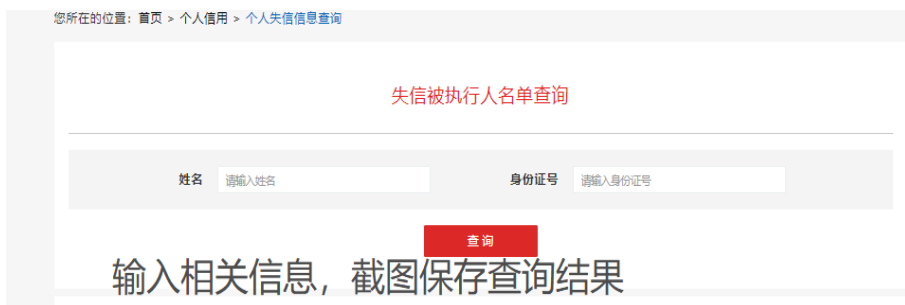 您所在的位置：首页 > 个人信用 > 个人失信信息查询
失信被执行人名单查询
姓名 请输入姓名 身份证号 请输入身份证号
查询
输入相关信息，截图保存查询结果